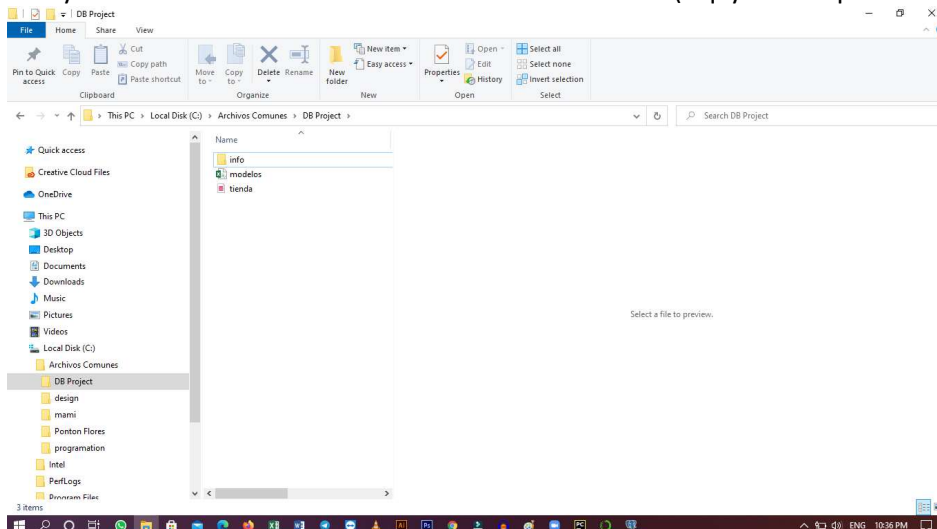 DB Project
File Home Share View
Pin to Quick access
Copy
Paste
Cut
Copy path
Paste shortcut
Clipboard
Move to
Copy to
Delete
Rename
Organize
New folder
New item
Easy access
New
Properties
Open
Edit
History
Open
Select all
Select none
Invert selection
Select
This PC › Local Disk (C:) › Archivos Comunes › DB Project ›
Search DB Project
Quick access
Creative Cloud Files
OneDrive
This PC
3D Objects
Desktop
Documents
Downloads
Music
Pictures
Videos
Local Disk (C:)
Archivos Comunes
DB Project
design
mami
Ponton Flores
programation
Intel
PerfLogs
Program Files
Name
info
modelos
tienda
Select a file to preview.
3 items
ENG 10:36 PM